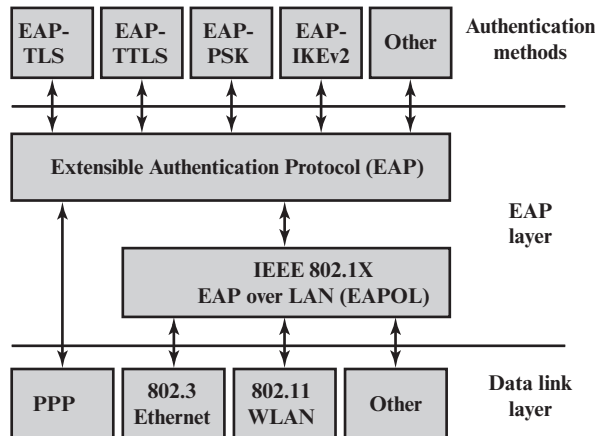 EAP-
TLS
EAP-
TTLS
EAP-
PSK
EAP-
IKEv2
Other
Authentication
methods
Extensible Authentication Protocol (EAP)
EAP
layer
IEEE 802.1X
EAP over LAN (EAPOL)
PPP
802.3
Ethernet
802.11
WLAN
Other
Data link
layer